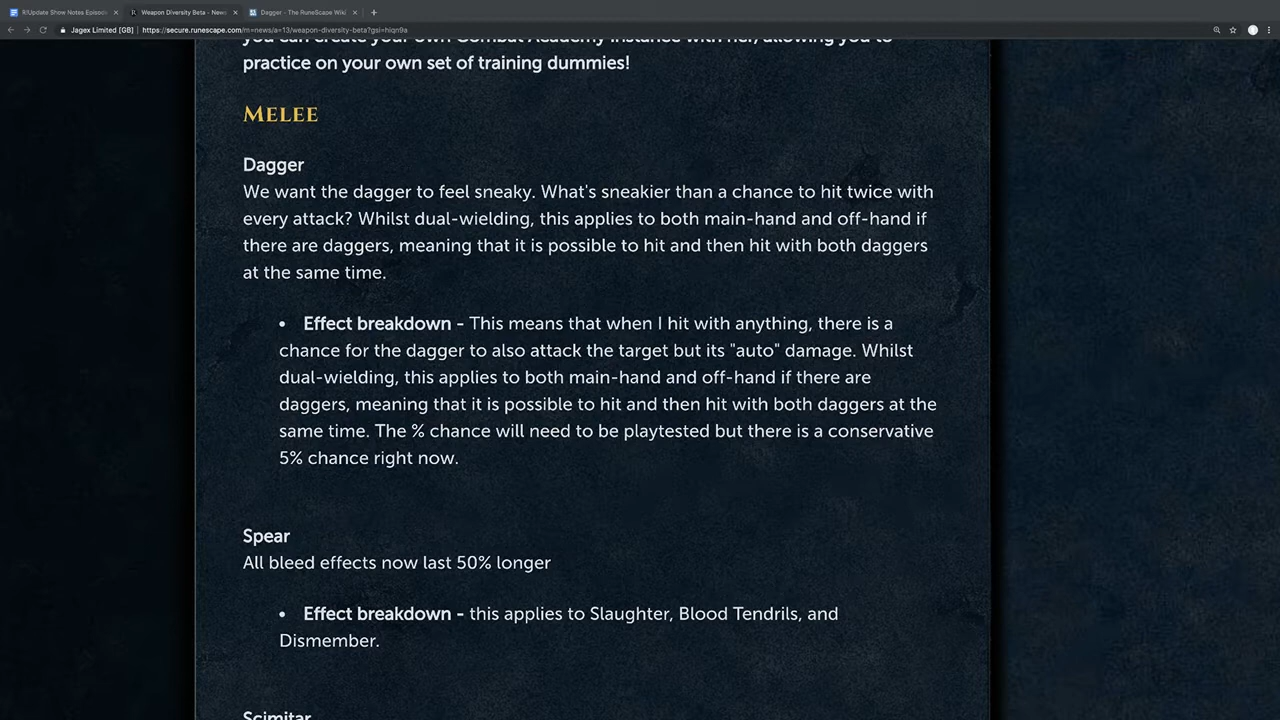 R!Update Show Notes Episode
Weapon Diversity Beta - News
Dagger - The RuneScape Wiki
Jagex Limited [GB] | https://secure.runescape.com/m=news/a=13/weapon-diversity-beta?gsi=hiqn9a
you can create your own Combat Academy instance with her, allowing you to
practice on your own set of training dummies!
MELEE
Dagger
We want the dagger to feel sneaky. What's sneakier than a chance to hit twice with
every attack? Whilst dual-wielding, this applies to both main-hand and off-hand if
there are daggers, meaning that it is possible to hit and then hit with both daggers
at the same time.
• Effect breakdown - This means that when I hit with anything, there is a
chance for the dagger to also attack the target but its "auto" damage. Whilst
dual-wielding, this applies to both main-hand and off-hand if there are
daggers, meaning that it is possible to hit and then hit with both daggers at the
same time. The % chance will need to be playtested but there is a conservative
5% chance right now.
Spear
All bleed effects now last 50% longer
• Effect breakdown - this applies to Slaughter, Blood Tendrils, and
Dismember.
Scimitar